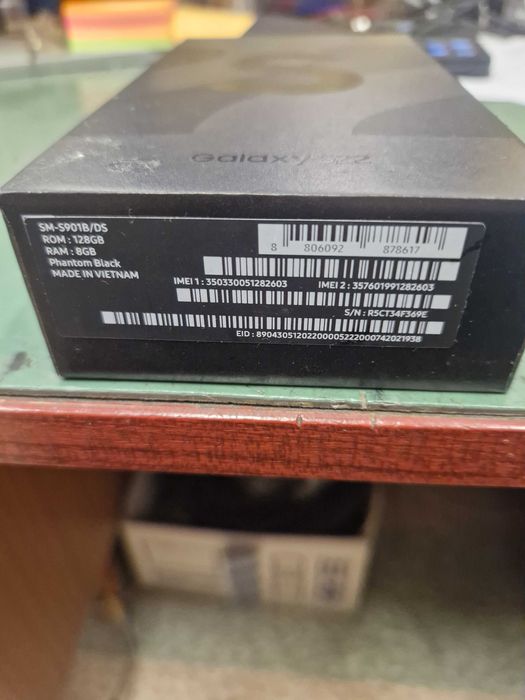 Galaxy S22
SM-S901B/DS
ROM : 128GB
RAM : 8GB
Phantom Black
MADE IN VIETNAM
8 806092 878617
IMEI 1 : 350330051282603 IMEI 2 : 357601991282603
S/N : R5CT34F369E
EID : 89043051202200005222000742021938